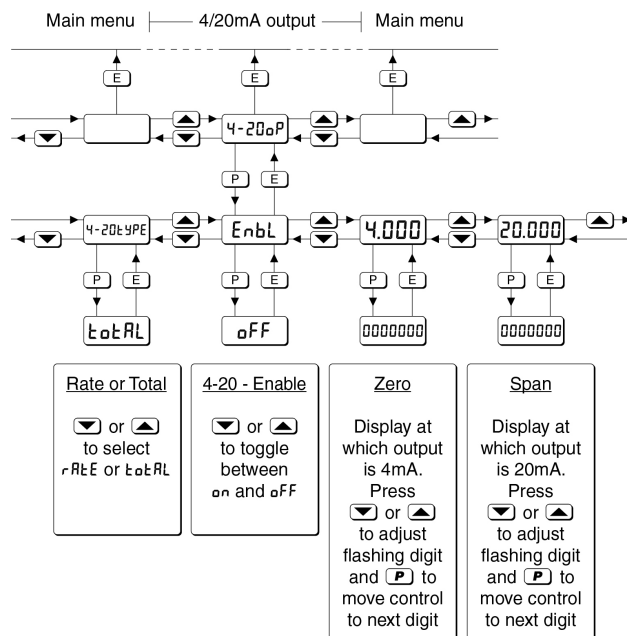 Main menu 4/20mA output Main menu
E E E
4-20oP
P E
4-20tYPE EnbL 4.000 20.000
P E P E P E P E
totAL oFF 0000000 0000000
Rate or Total
or
to select
rAtE or totAL
4-20 - Enable
or
to toggle
between
on and oFF
Zero
Display at
which output
is 4mA.
Press
or
to adjust
flashing digit
and P to
move control
to next digit
Span
Display at
which output
is 20mA.
Press
or
to adjust
flashing digit
and P to
move control
to next digit